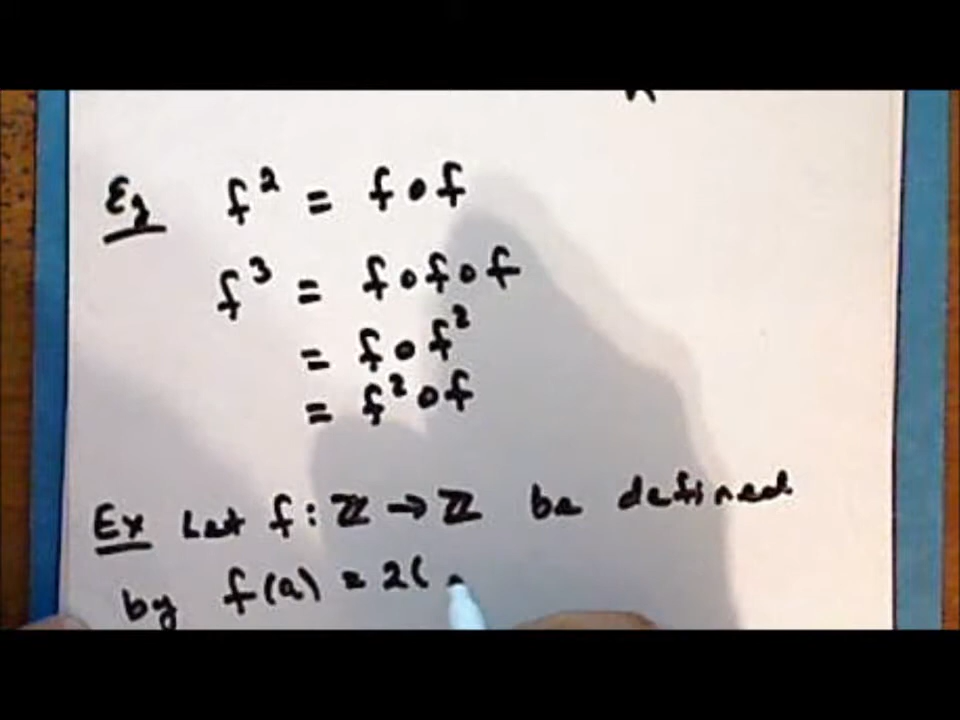 Eg f² = f∘f
f³ = f∘f∘f
= f∘f²
= f²∘f
Ex Let f : ℤ → ℤ be defined
by f(a) = 2(